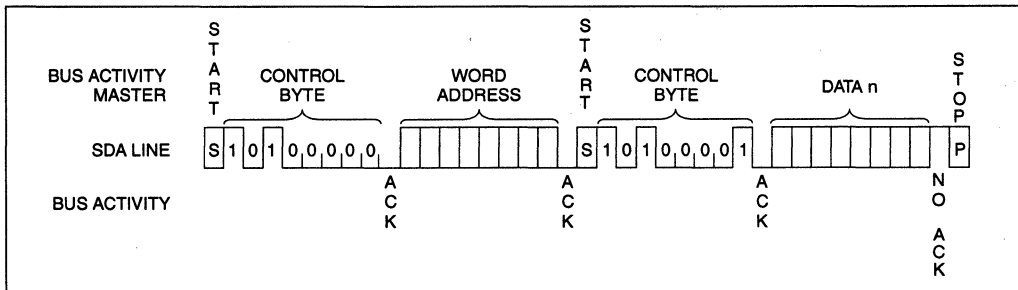 START
START
STOP
BUS ACTIVITY
MASTER
CONTROL
BYTE
WORD
ADDRESS
CONTROL
BYTE
DATA n
SDA LINE
S 1 0 1 0 0 0 0 0
S 1 0 1 0 0 0 0 1
P
BUS ACTIVITY
ACK
ACK
ACK
NO ACK